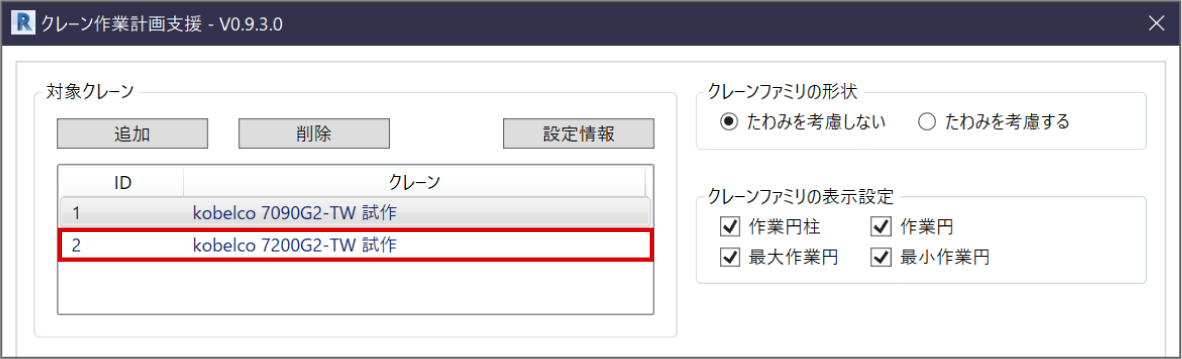 クレーン作業計画支援 - V0.9.3.0
対象クレーン
追加 削除 設定情報
ID クレーン
1 kobelco 7090G2-TW 試作
2 kobelco 7200G2-TW 試作
クレーンファミリの形状
たわみを考慮しない たわみを考慮する
クレーンファミリの表示設定
作業円柱 作業円
最大作業円 最小作業円